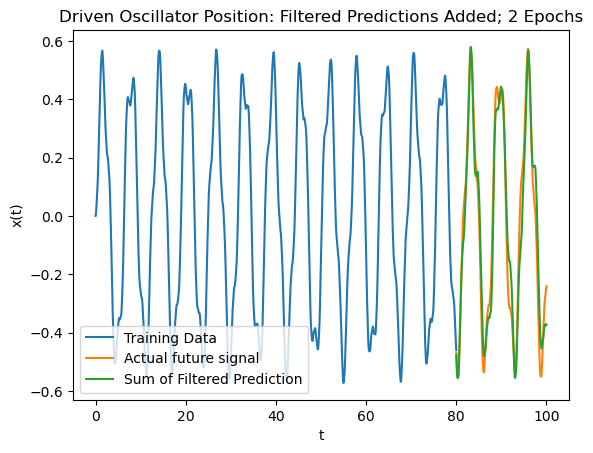 Driven Oscillator Position: Filtered Predictions Added; 2 Epochs
0.6
0.4
0.2
0.0
−0.2
−0.4
−0.6
x(t)
Training Data
Actual future signal
Sum of Filtered Prediction
0 20 40 60 80 100
t